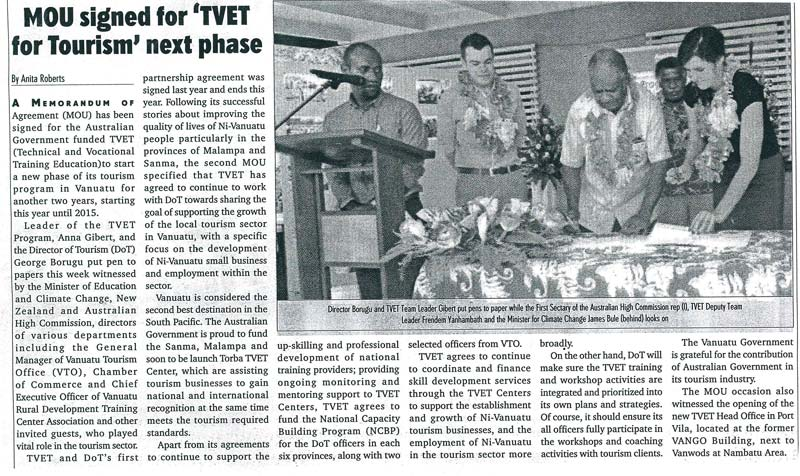 MOU signed for ‘TVET
for Tourism’ next phase
By Anita Roberts
A MEMORANDUM OF
Agreement (MOU) has been
signed for the Australian
Government funded TVET
(Technical and Vocational
Training Education)to start
a new phase of its tourism
program in Vanuatu for
another two years, starting
this year until 2015.
Leader of the TVET
Program, Anna Gibert, and
the Director of Tourism (DoT)
George Borugu put pen to
papers this week witnessed
by the Minister of Education
and Climate Change, New
Zealand and Australian
High Commission, directors
of various departments
including the General
Manager of Vanuatu Tourism
Office (VTO), Chamber
of Commerce and Chief
Executive Officer of Vanuatu
Rural Development Training
Center Association and other
invited guests, who played
vital role in the tourism sector.
TVET and DoT's first
partnership agreement was
signed last year and ends this
year. Following its successful
stories about improving the
quality of lives of Ni-Vanuatu
people particularly in the
provinces of Malampa and
Sanma, the second MOU
specified that TVET has
agreed to continue to work
with DoT towards sharing the
goal of supporting the growth
of the local tourism sector
in Vanuatu, with a specific
focus on the development
of Ni-Vanuatu small business
and employment within the
sector.
Vanuatu is considered the
second best destination in the
South Pacific. The Australian
Government is proud to fund
the Sanma, Malampa and
soon to be launch Torba TVET
Center, which are assisting
tourism businesses to gain
national and international
recognition at the same time
meets the tourism required
standards.
Apart from its agreements
to continue to support the
Director Borugu and TVET Team Leader Gibert put pens to paper while the First Sectary of the Australian High Commission rep (l), TVET Deputy Team
Leader Frendem Yanhambath and the Minister for Climate Change James Bule (behind) looks on
up-skilling and professional
development of national
training providers; providing
ongoing monitoring and
mentoring support to TVET
Centers, TVET agrees to
fund the National Capacity
Building Program (NCBP)
for the DoT officers in each
six provinces, along with two
selected officers from VTO.
TVET agrees to continue
to coordinate and finance
skill development services
through the TVET Centers
to support the establishment
and growth of Ni-Vanuatu
tourism businesses, and the
employment of Ni-Vanuatu
in the tourism sector more
broadly.
On the other hand, DoT will
make sure the TVET training
and workshop activities are
integrated and prioritized into
its own plans and strategies.
Of course, it should ensure its
all officers fully participate in
the workshops and coaching
activities with tourism clients.
The Vanuatu Government
is grateful for the contribution
of Australian Government in
its tourism industry.
The MOU occasion also
witnessed the opening of the
new TVET Head Office in Port
Vila, located at the former
VANGO Building, next to
Vanwods at Nambatu Area.